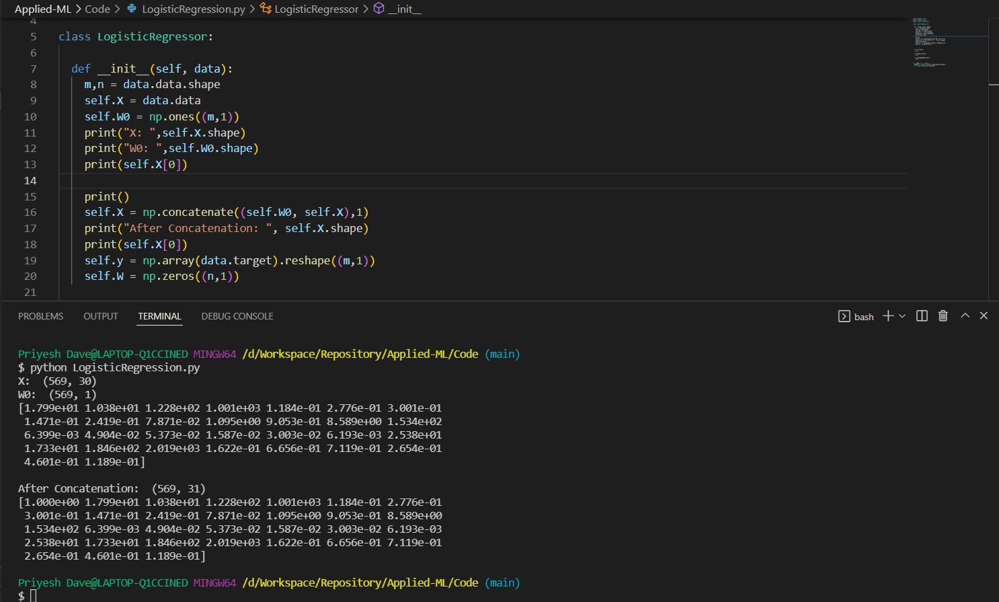 Applied-ML > Code > LogisticRegression.py > LogisticRegressor > __init__
4
5 class LogisticRegressor:
6
7 def __init__(self, data):
8 m,n = data.data.shape
9 self.X = data.data
10 self.W0 = np.ones((m,1))
11 print("X: ",self.X.shape)
12 print("W0: ",self.W0.shape)
13 print(self.X[0])
14
15 print()
16 self.X = np.concatenate((self.W0, self.X),1)
17 print("After Concatenation: ", self.X.shape)
18 print(self.X[0])
19 self.y = np.array(data.target).reshape((m,1))
20 self.W = np.zeros((n,1))
21
PROBLEMS OUTPUT TERMINAL DEBUG CONSOLE bash
Priyesh Dave@LAPTOP-Q1CCINED MINGW64 /d/Workspace/Repository/Applied-ML/Code (main)
$ python LogisticRegression.py
X:  (569, 30)
W0:  (569, 1)
[1.799e+01 1.038e+01 1.228e+02 1.001e+03 1.184e-01 2.776e-01 3.001e-01
1.471e-01 2.419e-01 7.871e-02 1.095e+00 9.053e-01 8.589e+00 1.534e+02
6.399e-03 4.904e-02 5.373e-02 1.587e-02 3.003e-02 6.193e-03 2.538e+01
1.733e+01 1.846e+02 2.019e+03 1.622e-01 6.656e-01 7.119e-01 2.654e-01
4.601e-01 1.189e-01]
After Concatenation:  (569, 31)
[1.000e+00 1.799e+01 1.038e+01 1.228e+02 1.001e+03 1.184e-01 2.776e-01
3.001e-01 1.471e-01 2.419e-01 7.871e-02 1.095e+00 9.053e-01 8.589e+00
1.534e+02 6.399e-03 4.904e-02 5.373e-02 1.587e-02 3.003e-02 6.193e-03
2.538e+01 1.733e+01 1.846e+02 2.019e+03 1.622e-01 6.656e-01 7.119e-01
2.654e-01 4.601e-01 1.189e-01]
Priyesh Dave@LAPTOP-Q1CCINED MINGW64 /d/Workspace/Repository/Applied-ML/Code (main)
$